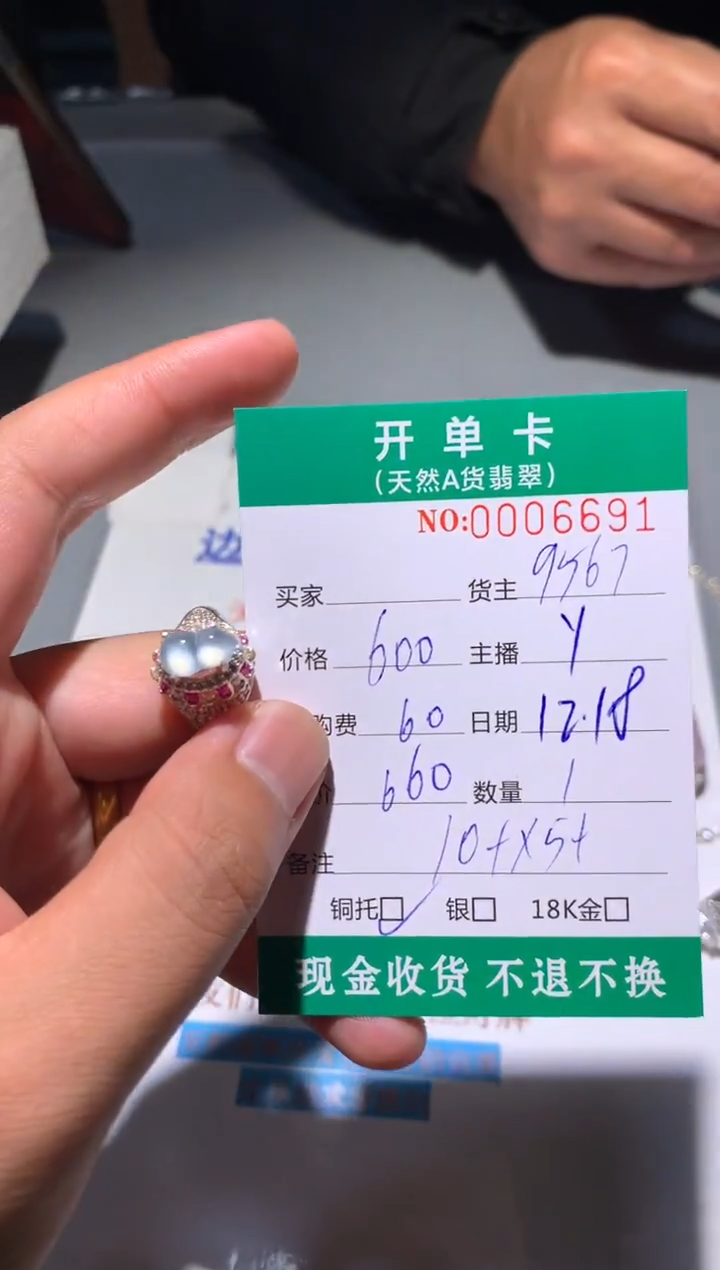 边
开单卡
(天然A货翡翠)
NO:0006691
买家 货主 9567
价格 600 主播 Y
购费 60 日期 12.18
价 660 数量 1
备注 10+X5+
铜托☑ 银□ 18K金□
现金收货 不退不换